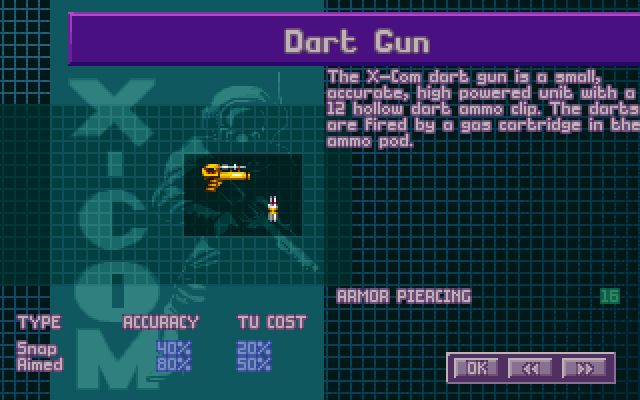 Dart Gun
The X-Com dart gun is a small,
accurate, high powered unit with a
12 hollow dart ammo clip. The darts
are fired by a gas cartridge in the
ammo pod.
X-COM
ARMOR PIERCING 16
TYPE ACCURACY TU COST
Snap 40% 20%
Aimed 80% 50%
OK << >>